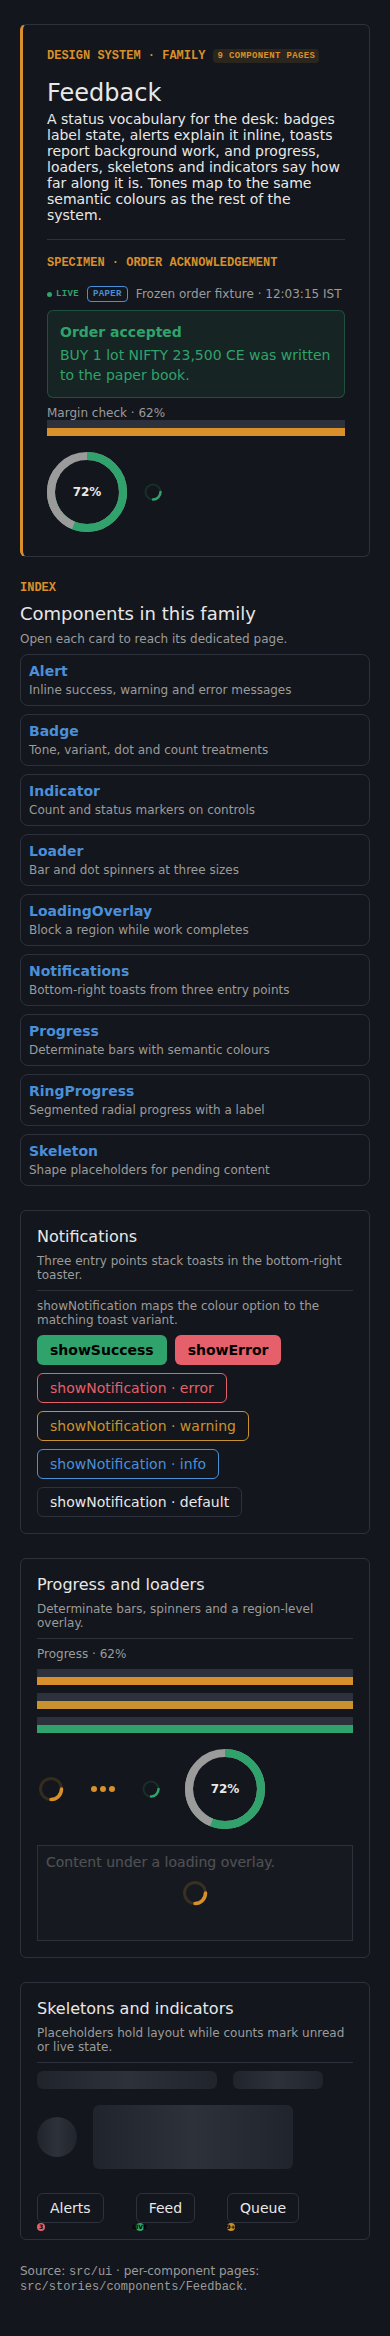 DESIGN SYSTEM · FAMILY 9 COMPONENT PAGES
Feedback
A status vocabulary for the desk: badges
label state, alerts explain it inline, toasts
report background work, and progress,
loaders, skeletons and indicators say how
far along it is. Tones map to the same
semantic colours as the rest of the
system.
SPECIMEN · ORDER ACKNOWLEDGEMENT
LIVE PAPER Frozen order fixture · 12:03:15 IST
Order accepted
BUY 1 lot NIFTY 23,500 CE was written
to the paper book.
Margin check · 62%
72%
INDEX
Components in this family
Open each card to reach its dedicated page.
Alert
Inline success, warning and error messages
Badge
Tone, variant, dot and count treatments
Indicator
Count and status markers on controls
Loader
Bar and dot spinners at three sizes
LoadingOverlay
Block a region while work completes
Notifications
Bottom-right toasts from three entry points
Progress
Determinate bars with semantic colours
RingProgress
Segmented radial progress with a label
Skeleton
Shape placeholders for pending content
Notifications
Three entry points stack toasts in the bottom-right
toaster.
showNotification maps the colour option to the
matching toast variant.
showSuccess showError
showNotification · error
showNotification · warning
showNotification · info
showNotification · default
Progress and loaders
Determinate bars, spinners and a region-level
overlay.
Progress · 62%
72%
Content under a loading overlay.
Skeletons and indicators
Placeholders hold layout while counts mark unread
or live state.
Alerts Feed Queue
3
Source: src/ui · per-component pages:
src/stories/components/Feedback.